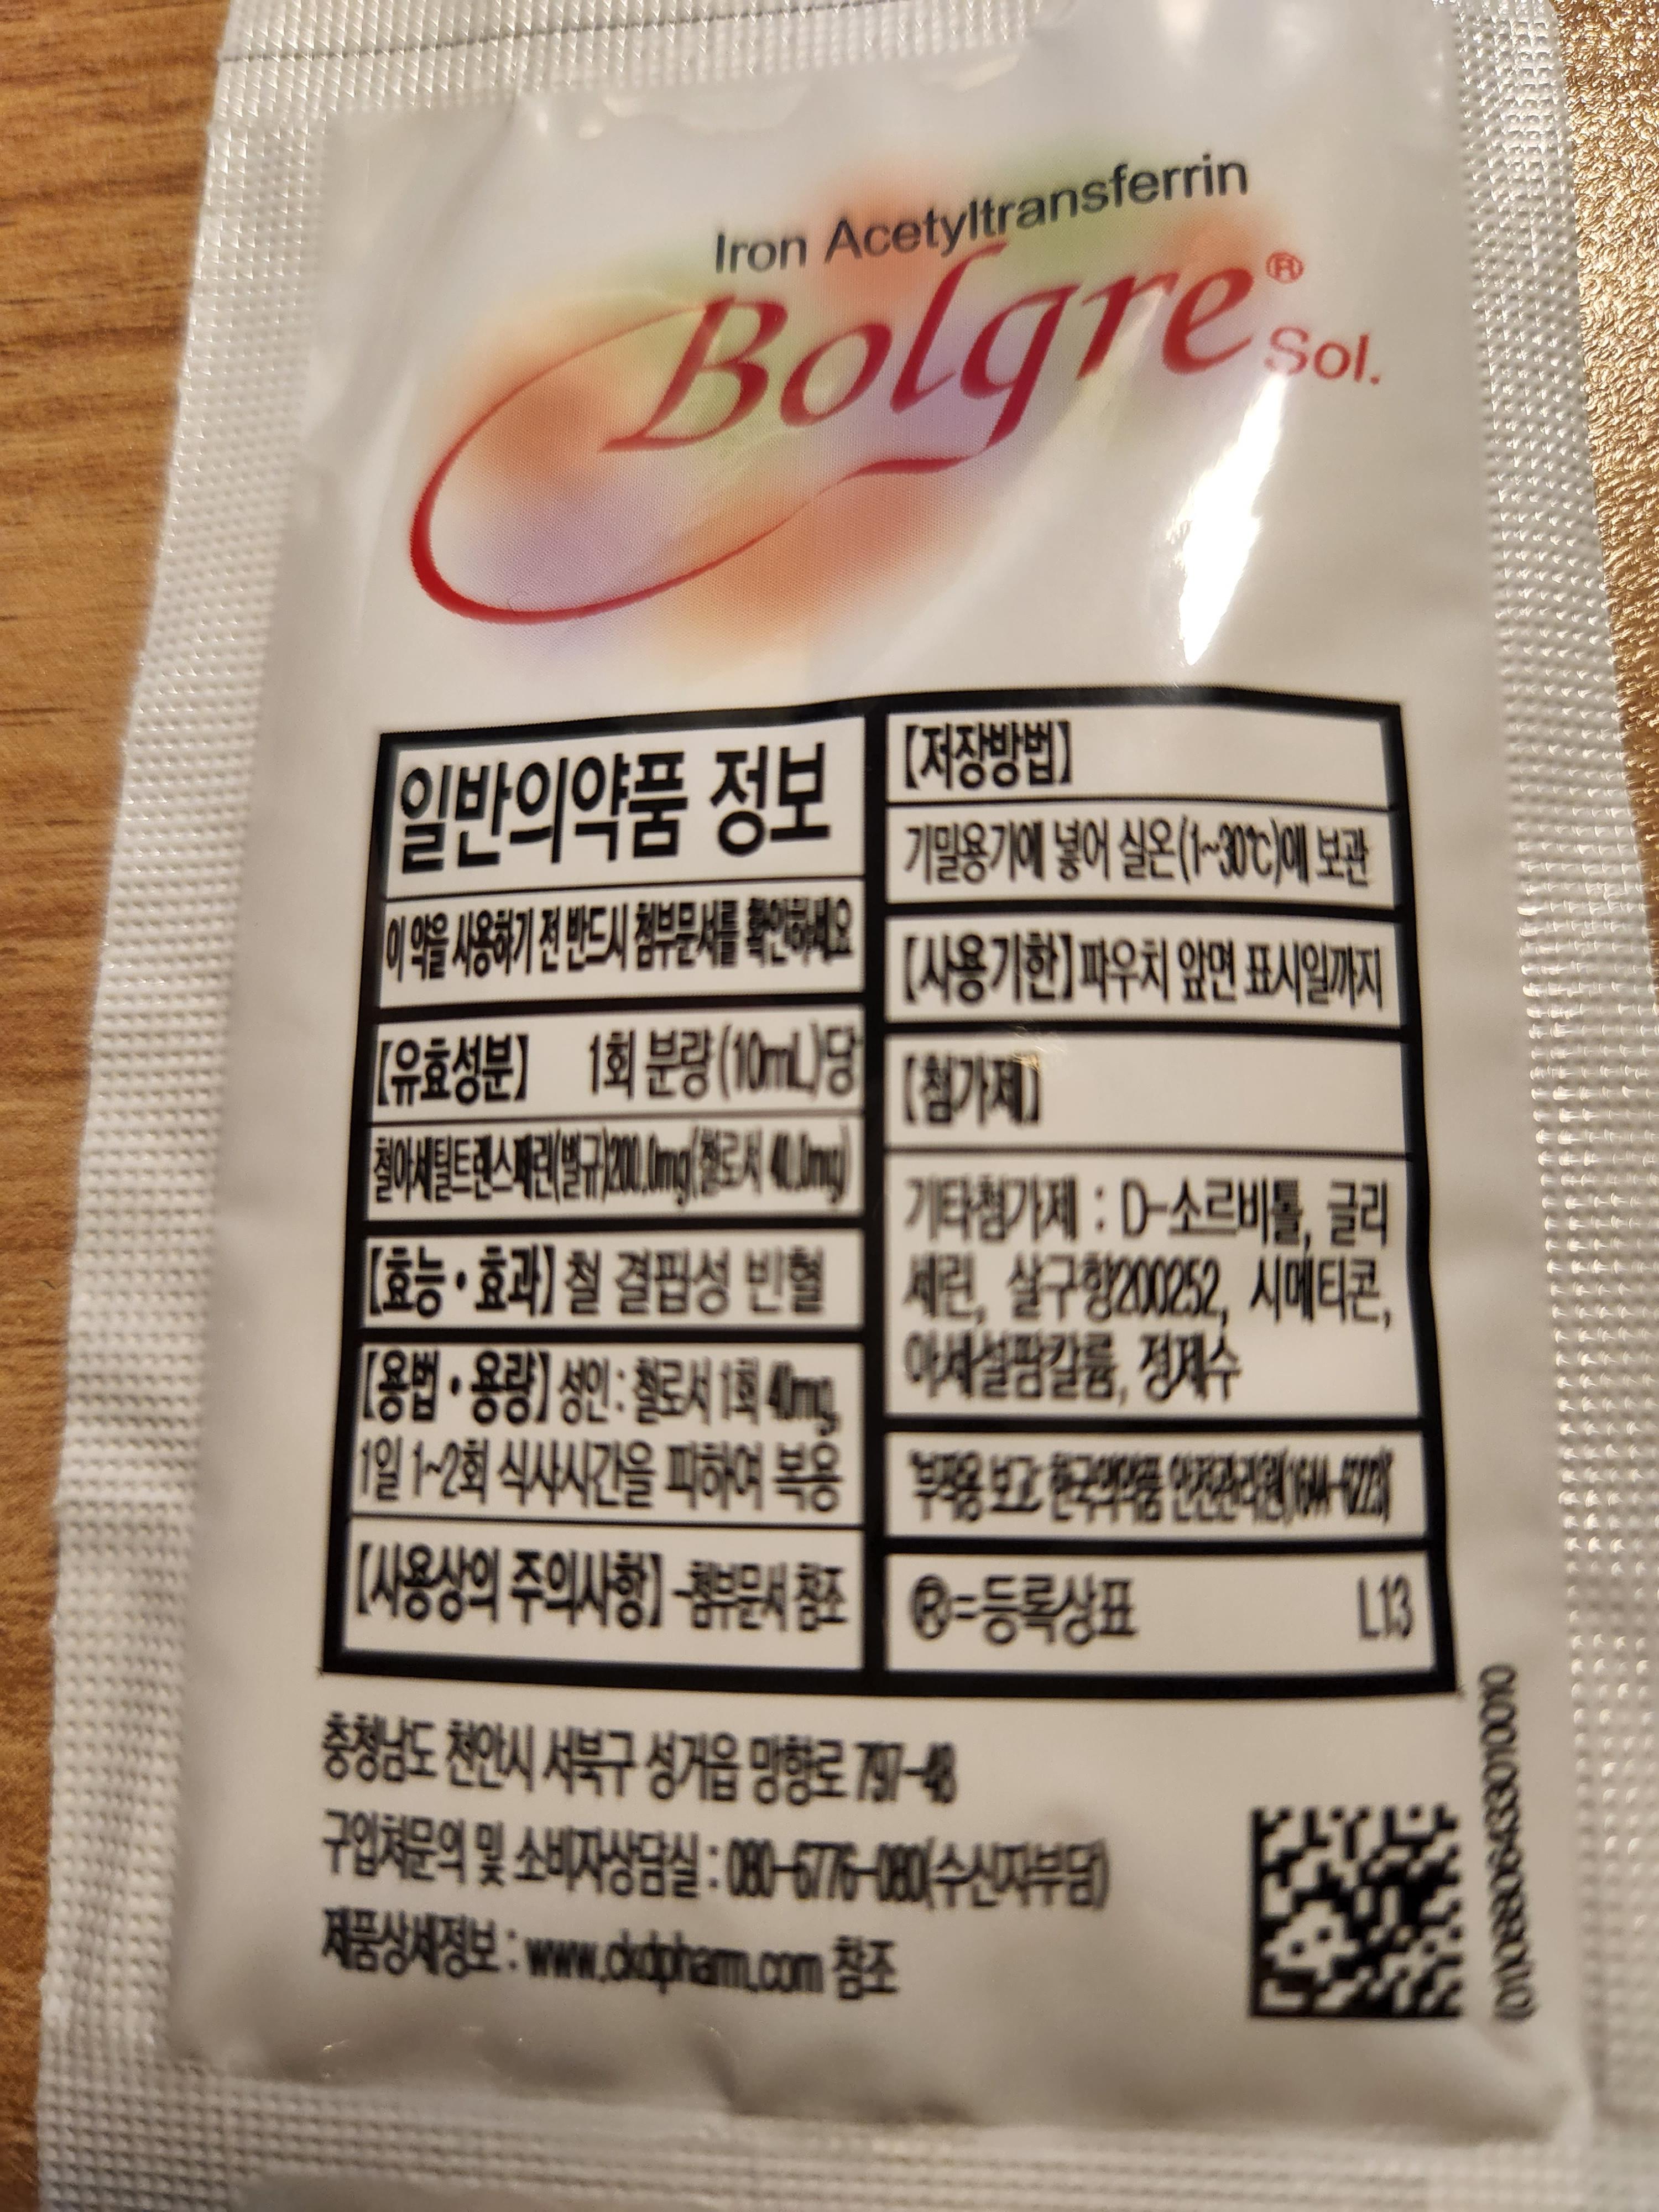 Iron Acetyltransferrin
Bolgre®
Sol.
일반의약품 정보
이 약을 사용하기 전 반드시 첨부문서를 확인하세요
【유효성분】 1회 분량 (10mL)당
철아세틸트랜스페린(별규)200.0mg(철로서 40.0mg)
【효능•효과】 철 결핍성 빈혈
【용법•용량】 성인 : 철로서 1회 40mg,
1일 1~2회 식사시간을 피하여 복용
【사용상의 주의사항】 -첨부문서 참조
【저장방법】
기밀용기에 넣어 실온(1~30℃)에 보관
【사용기한】 파우치 앞면 표시일까지
【첨가제】
기타첨가제 : D-소르비톨, 글리
세린, 살구향200252, 시메티콘,
아세설팜칼륨, 정제수
"부작용 보고: 한국의약품 안전관리원(1644-6223)"
®=등록상표 L13
충청남도 천안시 서북구 성거읍 망향로 797-48
구입처문의 및 소비자상담실 : 080-6776-080(수신자부담)
제품상세정보 : www.ckdpharm.com 참조